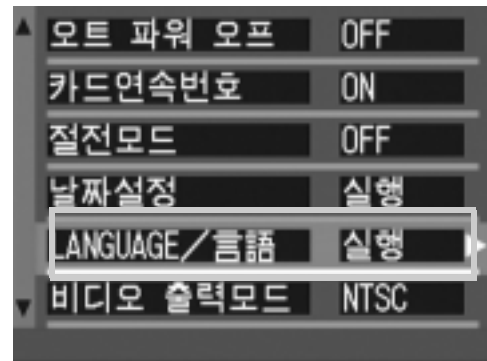 오트 파워 오프 OFF
카드연속번호 ON
절전모드 OFF
날짜설정 실행
LANGUAGE/言語 실행
비디오 출력모드 NTSC